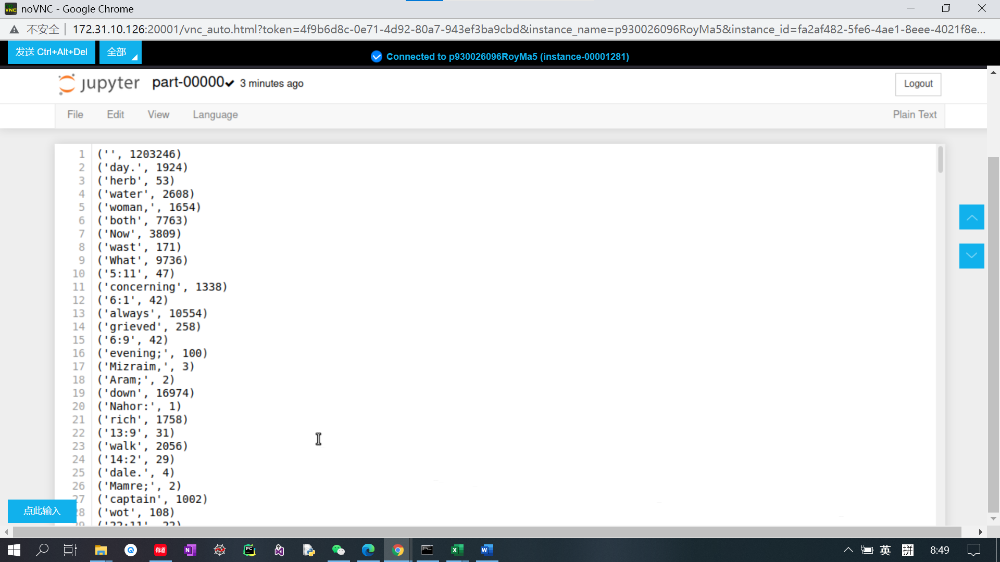 noVNC - Google Chrome
不安全 172.31.10.126:20001/vnc_auto.html?token=4f9b6d8c-0e71-4d92-80a7-943ef3ba9cbd&instance_name=p930026096RoyMa5&instance_id=fa2af482-5fe6-4ae1-8eee-4021f8e...
发送 Ctrl+Alt+Del 全部 Connected to p930026096RoyMa5 (instance-00001281)
jupyter part-00000 3 minutes ago Logout
File Edit View Language Plain Text
1 ('', 1203246)
2 ('day.', 1924)
3 ('herb', 53)
4 ('water', 2608)
5 ('woman,', 1654)
6 ('both', 7763)
7 ('Now', 3809)
8 ('wast', 171)
9 ('What', 9736)
10 ('5:11', 47)
11 ('concerning', 1338)
12 ('6:1', 42)
13 ('always', 10554)
14 ('grieved', 258)
15 ('6:9', 42)
16 ('evening;', 100)
17 ('Mizraim,', 3)
18 ('Aram;', 2)
19 ('down', 16974)
20 ('Nahor:', 1)
21 ('rich', 1758)
22 ('13:9', 31)
23 ('walk', 2056)
24 ('14:2', 29)
25 ('dale.', 4)
26 ('Mamre;', 2)
27 ('captain', 1002)
点此输入 28 ('wot', 108)
英 拼 8:49